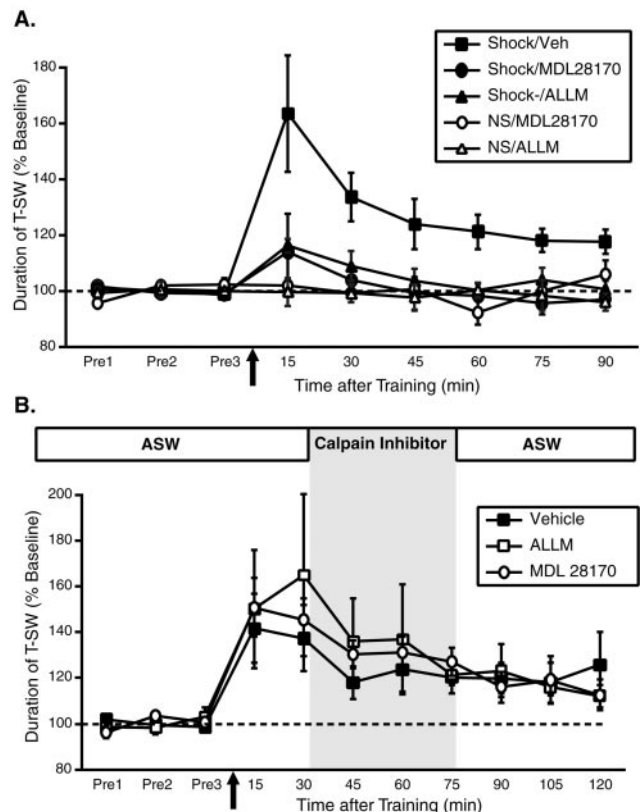 A.
Shock/Veh
Shock/MDL28170
Shock-/ALLM
NS/MDL28170
NS/ALLM
Duration of T-SW (% Baseline)
180
160
140
120
100
80
Pre1 Pre2 Pre3 15 30 45 60 75 90
Time after Training (min)
B.
ASW Calpain Inhibitor ASW
Vehicle
ALLM
MDL 28170
Duration of T-SW (% Baseline)
200
180
160
140
120
100
80
Pre1 Pre2 Pre3 15 30 45 60 75 90 105 120
Time after Training (min)